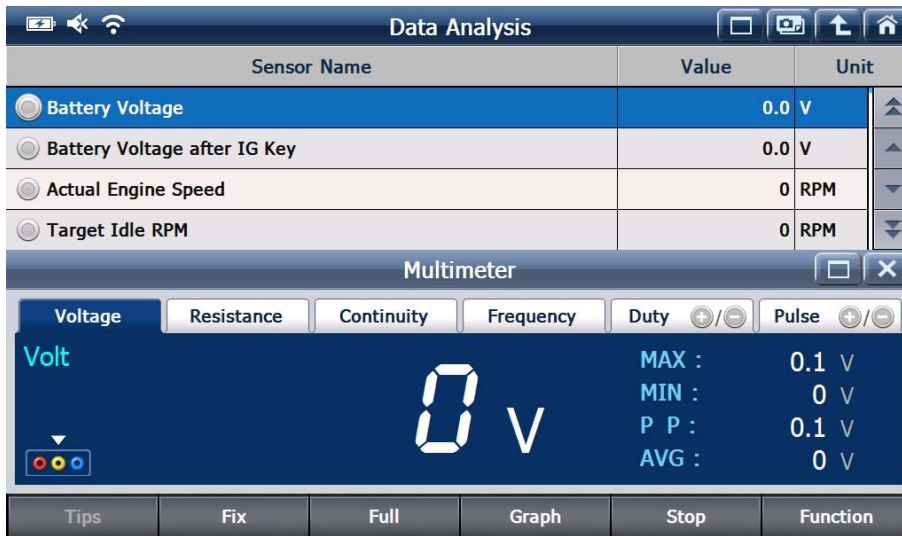 Data Analysis
Sensor Name Value Unit
Battery Voltage 0.0 V
Battery Voltage after IG Key 0.0 V
Actual Engine Speed 0 RPM
Target Idle RPM 0 RPM
Multimeter
Voltage Resistance Continuity Frequency Duty +/- Pulse +/-
Volt
0 V
MAX : 0.1 V
MIN : 0 V
P P : 0.1 V
AVG : 0 V
Tips Fix Full Graph Stop Function